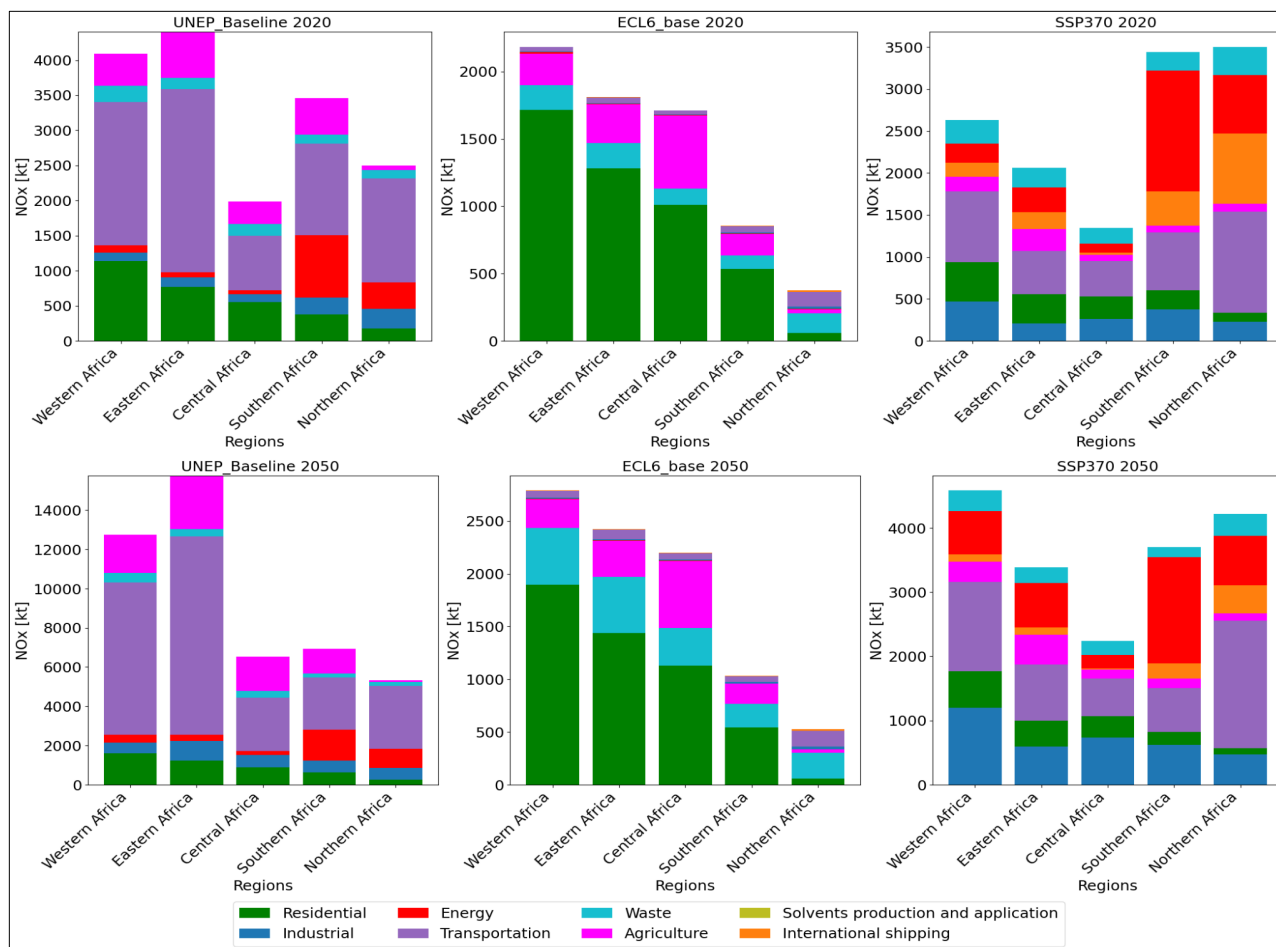 UNEP_Baseline 2020
NOx [kt]
4000
3500
3000
2500
2000
1500
1000
500
0
Western Africa
Eastern Africa
Central Africa
Southern Africa
Northern Africa
Regions
ECL6_base 2020
NOx [kt]
2000
1500
1000
500
0
Western Africa
Eastern Africa
Central Africa
Southern Africa
Northern Africa
Regions
SSP370 2020
NOx [kt]
3500
3000
2500
2000
1500
1000
500
0
Western Africa
Eastern Africa
Central Africa
Southern Africa
Northern Africa
Regions
UNEP_Baseline 2050
NOx [kt]
14000
12000
10000
8000
6000
4000
2000
0
Western Africa
Eastern Africa
Central Africa
Southern Africa
Northern Africa
Regions
ECL6_base 2050
NOx [kt]
2500
2000
1500
1000
500
0
Western Africa
Eastern Africa
Central Africa
Southern Africa
Northern Africa
Regions
SSP370 2050
NOx [kt]
4000
3000
2000
1000
0
Western Africa
Eastern Africa
Central Africa
Southern Africa
Northern Africa
Regions
Residential
Industrial
Energy
Transportation
Waste
Agriculture
Solvents production and application
International shipping